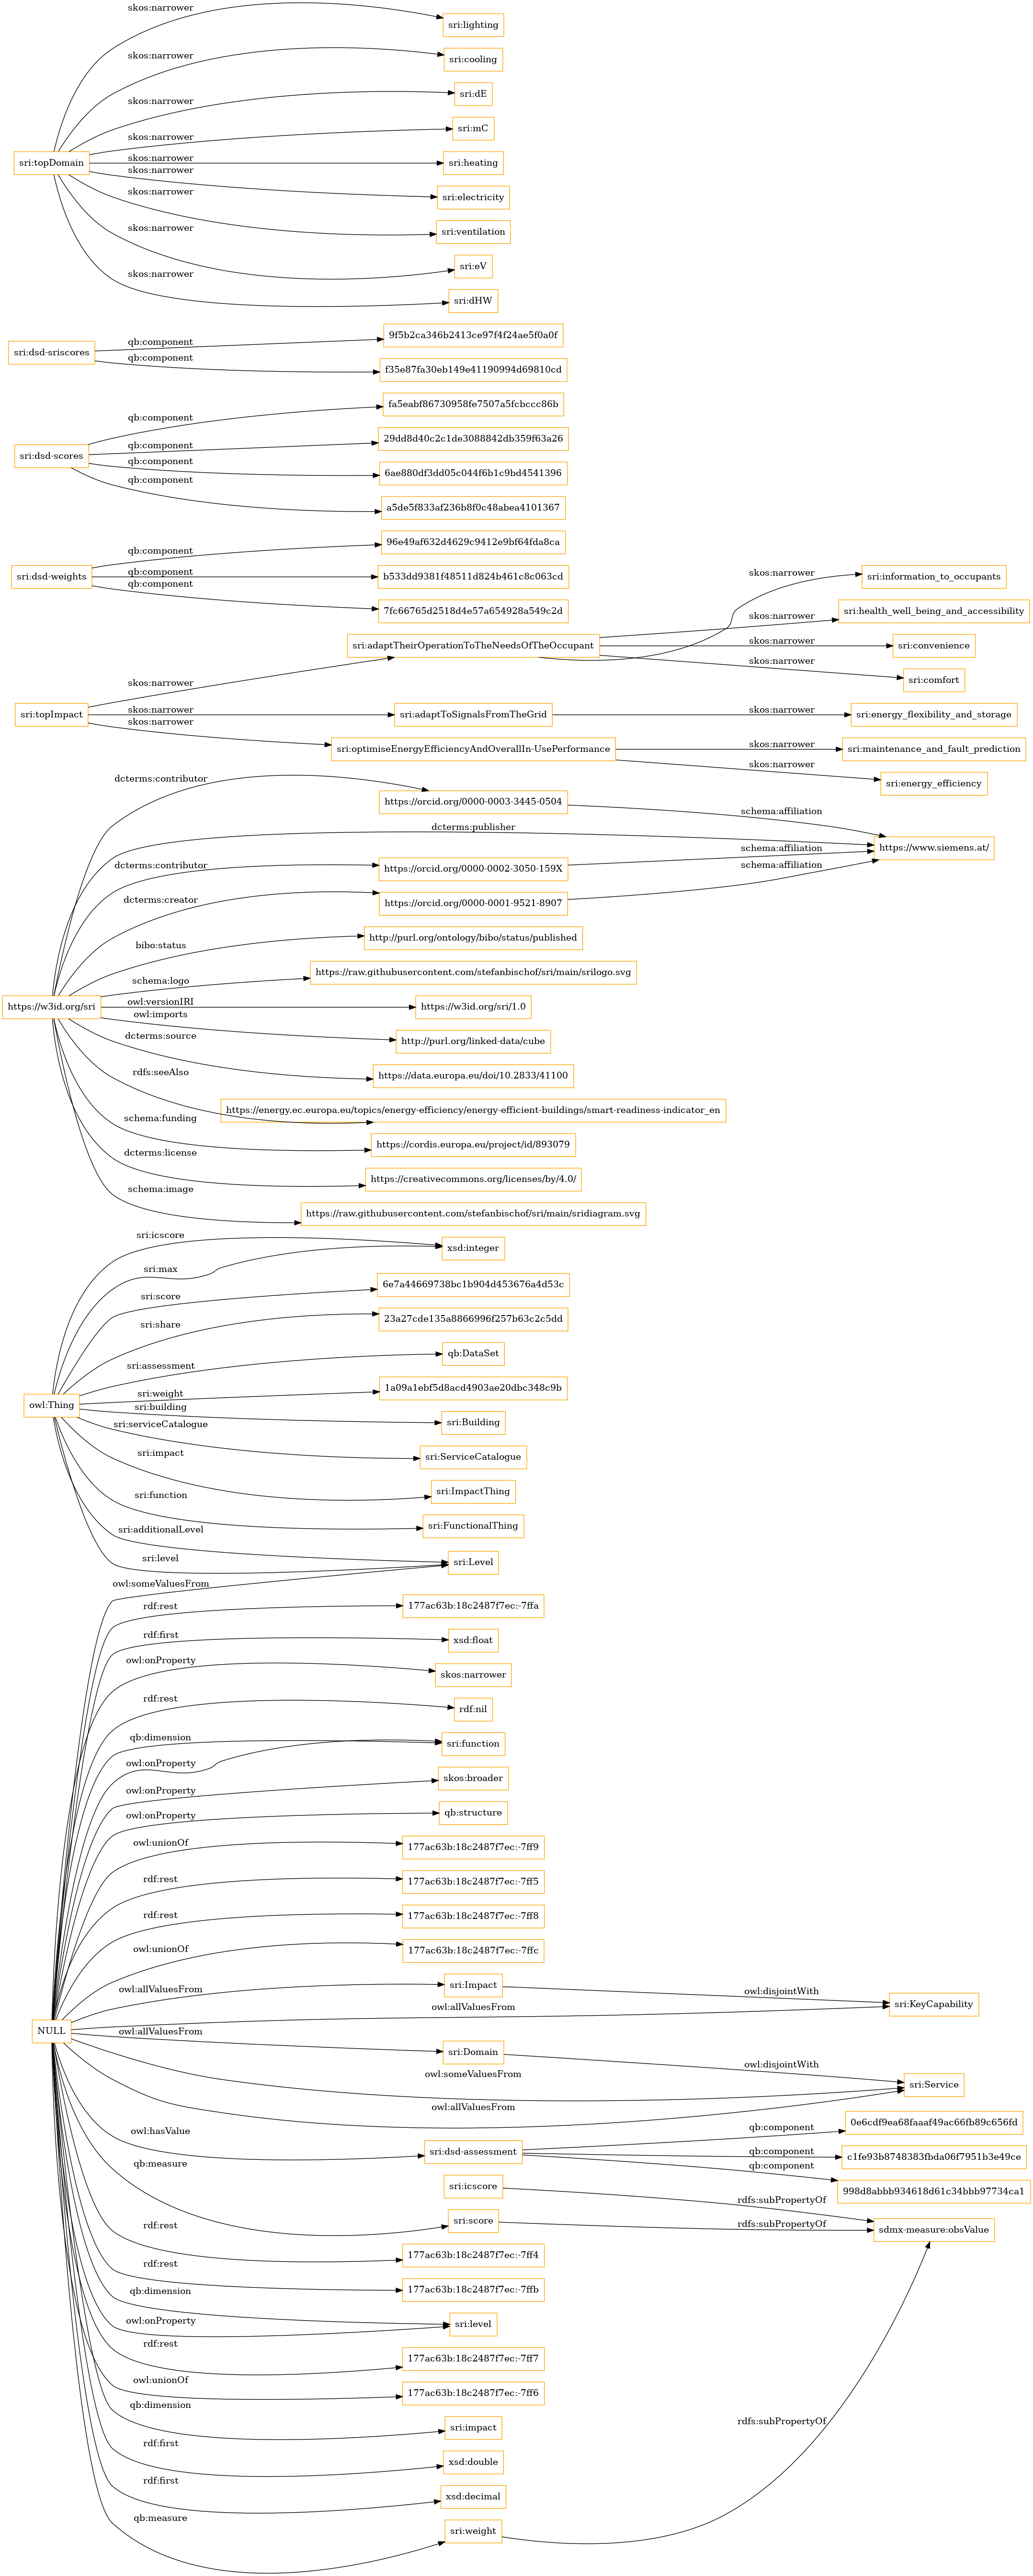 skos:narrower
sri:lighting
skos:narrower
sri:cooling
skos:narrower
sri:dE
skos:narrower
sri:mC
sri:topDomain
skos:narrower
sri:heating
skos:narrower
sri:electricity
skos:narrower
sri:ventilation
skos:narrower
sri:eV
skos:narrower
sri:dHW
sri:dsd-sriscores
qb:component
9f5b2ca346b2413ce97f4f24ae5f0a0f
qb:component
f35e87fa30eb149e41190994d69810cd
sri:dsd-scores
qb:component
fa5eabf86730958fe7507a5fcbccc86b
qb:component
29dd8d40c2c1de3088842db359f63a26
qb:component
6ae880df3dd05c044f6b1c9bd4541396
qb:component
a5de5f833af236b8f0c48abea4101367
sri:dsd-weights
qb:component
96e49af632d4629c9412e9bf64fda8ca
qb:component
b533dd9381f48511d824b461c8c063cd
qb:component
7fc66765d2518d4e57a654928a549c2d
sri:topImpact
skos:narrower
sri:adaptTheirOperationToTheNeedsOfTheOccupant
skos:narrower
sri:information_to_occupants
skos:narrower
sri:health_well_being_and_accessibility
skos:narrower
sri:convenience
skos:narrower
sri:comfort
skos:narrower
sri:adaptToSignalsFromTheGrid
skos:narrower
sri:energy_flexibility_and_storage
skos:narrower
sri:optimiseEnergyEfficiencyAndOverallIn-UsePerformance
skos:narrower
sri:maintenance_and_fault_prediction
skos:narrower
sri:energy_efficiency
https://w3id.org/sri
dcterms:contributor
https://orcid.org/0000-0003-3445-0504
schema:affiliation
dcterms:publisher
https://www.siemens.at/
dcterms:contributor
https://orcid.org/0000-0002-3050-159X
schema:affiliation
dcterms:creator
https://orcid.org/0000-0001-9521-8907
schema:affiliation
bibo:status
http://purl.org/ontology/bibo/status/published
schema:logo
https://raw.githubusercontent.com/stefanbischof/sri/main/srilogo.svg
owl:versionIRI
https://w3id.org/sri/1.0
owl:imports
http://purl.org/linked-data/cube
dcterms:source
https://data.europa.eu/doi/10.2833/41100
rdfs:seeAlso
https://energy.ec.europa.eu/topics/energy-efficiency/energy-efficient-buildings/smart-readiness-indicator_en
schema:funding
https://cordis.europa.eu/project/id/893079
dcterms:license
https://creativecommons.org/licenses/by/4.0/
schema:image
https://raw.githubusercontent.com/stefanbischof/sri/main/sridiagram.svg
owl:Thing
sri:icscore
xsd:integer
sri:max
sri:score
6e7a44669738bc1b904d453676a4d53c
sri:share
23a27cde135a8866996f257b63c2c5dd
sri:assessment
qb:DataSet
sri:weight
1a09a1ebf5d8acd4903ae20dbc348c9b
sri:building
sri:Building
sri:serviceCatalogue
sri:ServiceCatalogue
sri:impact
sri:ImpactThing
sri:function
sri:FunctionalThing
sri:additionalLevel
sri:level
sri:Level
NULL
owl:someValuesFrom
rdf:rest
177ac63b:18c2487f7ec:-7ffa
rdf:first
xsd:float
owl:onProperty
skos:narrower
rdf:rest
rdf:nil
qb:dimension
sri:function
owl:onProperty
owl:onProperty
skos:broader
owl:onProperty
qb:structure
owl:unionOf
177ac63b:18c2487f7ec:-7ff9
rdf:rest
177ac63b:18c2487f7ec:-7ff5
rdf:rest
177ac63b:18c2487f7ec:-7ff8
owl:unionOf
177ac63b:18c2487f7ec:-7ffc
owl:allValuesFrom
sri:Impact
owl:disjointWith
sri:KeyCapability
owl:allValuesFrom
owl:allValuesFrom
sri:Domain
owl:disjointWith
sri:Service
owl:someValuesFrom
owl:allValuesFrom
owl:hasValue
sri:dsd-assessment
qb:component
0e6cdf9ea68faaaf49ac66fb89c656fd
qb:component
c1fe93b8748383fbda06f7951b3e49ce
qb:component
998d8abbb934618d61c34bbb97734ca1
sri:icscore
rdfs:subPropertyOf
sdmx-measure:obsValue
qb:measure
sri:score
rdfs:subPropertyOf
rdf:rest
177ac63b:18c2487f7ec:-7ff4
rdf:rest
177ac63b:18c2487f7ec:-7ffb
qb:dimension
sri:level
owl:onProperty
rdf:rest
177ac63b:18c2487f7ec:-7ff7
owl:unionOf
177ac63b:18c2487f7ec:-7ff6
qb:dimension
sri:impact
rdf:first
xsd:double
rdf:first
xsd:decimal
qb:measure
sri:weight
rdfs:subPropertyOf